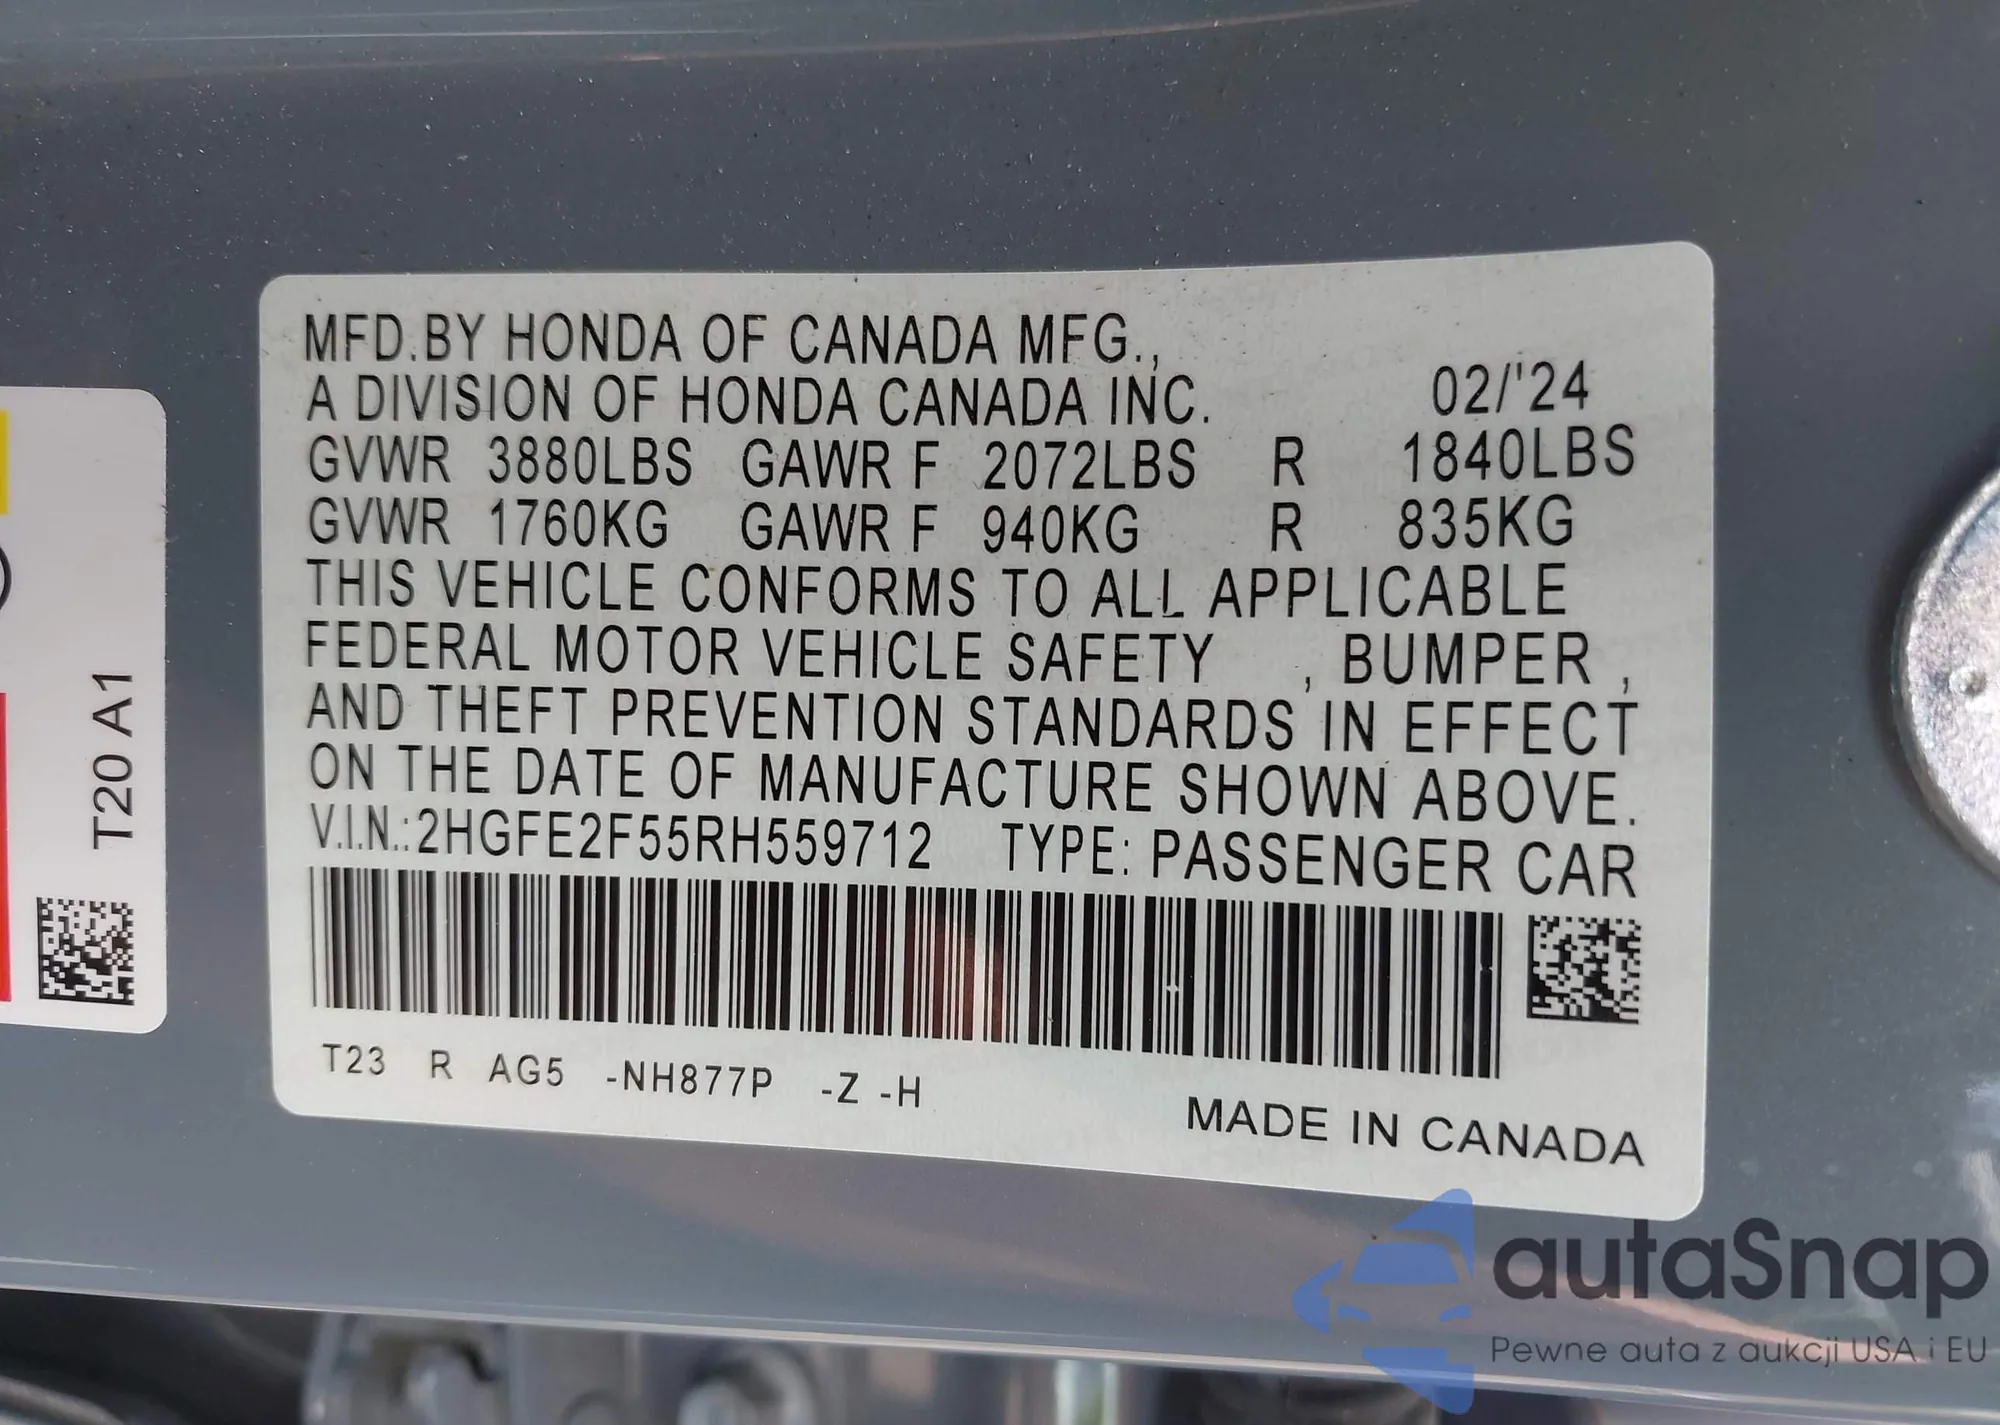 MFD.BY HONDA OF CANADA MFG.,
A DIVISION OF HONDA CANADA INC. 02/'24
GVWR 3880LBS GAWR F 2072LBS R 1840LBS
GVWR 1760KG GAWR F 940KG R 835KG
THIS VEHICLE CONFORMS TO ALL APPLICABLE
FEDERAL MOTOR VEHICLE SAFETY , BUMPER ,
AND THEFT PREVENTION STANDARDS IN EFFECT
ON THE DATE OF MANUFACTURE SHOWN ABOVE.
V.I.N.:2HGFE2F55RH559712 TYPE: PASSENGER CAR
T23 R AG5 -NH877P -Z -H
MADE IN CANADA
T20 A1
autaSnap
Pewne auta z aukcji USA i EU